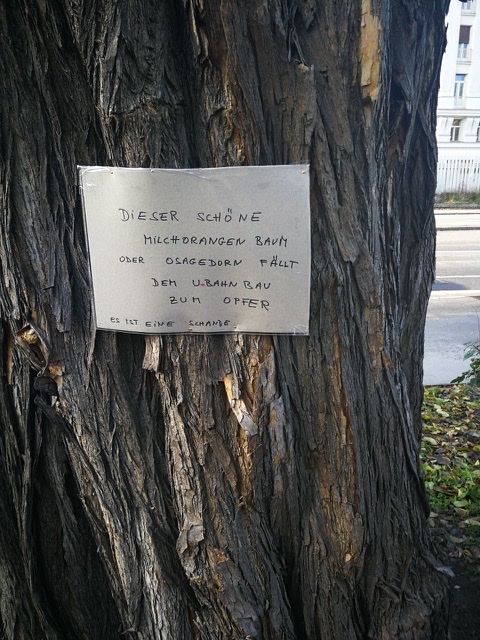 DIESER SCHÖNE
MILCHORANGEN BAUM
ODER OSAGEDORN FÄLLT
DEM U-BAHN BAU
ZUM OPFER
ES IST EINE SCHANDE